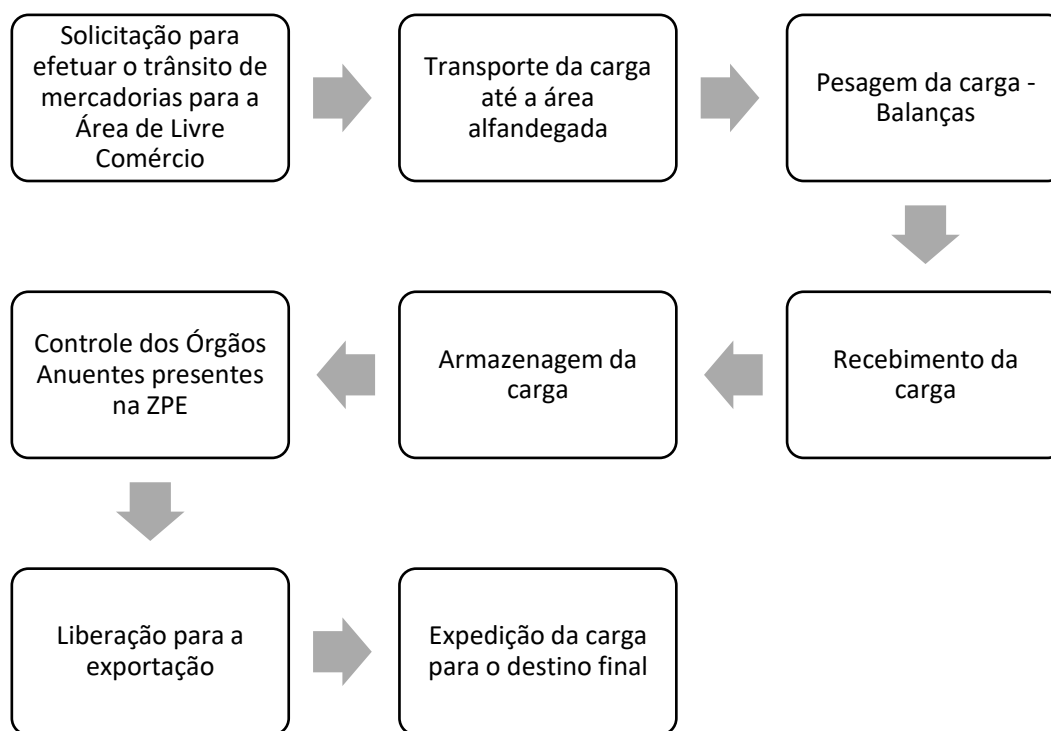 Solicitação para
efetuar o trânsito de
mercadorias para a
Área de Livre
Comércio
Transporte da carga
até a área
alfandegada
Pesagem da carga -
Balanças
Recebimento da
carga
Armazenagem da
carga
Controle dos Órgãos
Anuentes presentes
na ZPE
Liberação para a
exportação
Expedição da carga
para o destino final